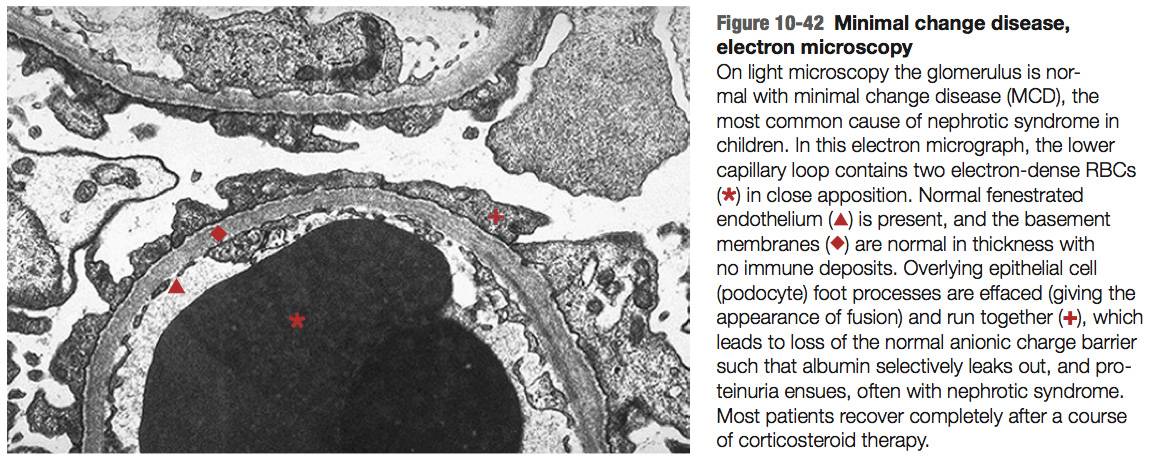 Figure 10-42 Minimal change disease,
electron microscopy
On light microscopy the glomerulus is nor-
mal with minimal change disease (MCD), the
most common cause of nephrotic syndrome in
children. In this electron micrograph, the lower
capillary loop contains two electron-dense RBCs
(*) in close apposition. Normal fenestrated
endothelium (▲) is present, and the basement
membranes (◆) are normal in thickness with
no immune deposits. Overlying epithelial cell
(podocyte) foot processes are effaced (giving the
appearance of fusion) and run together (+), which
leads to loss of the normal anionic charge barrier
such that albumin selectively leaks out, and pro-
teinuria ensues, often with nephrotic syndrome.
Most patients recover completely after a course
of corticosteroid therapy.